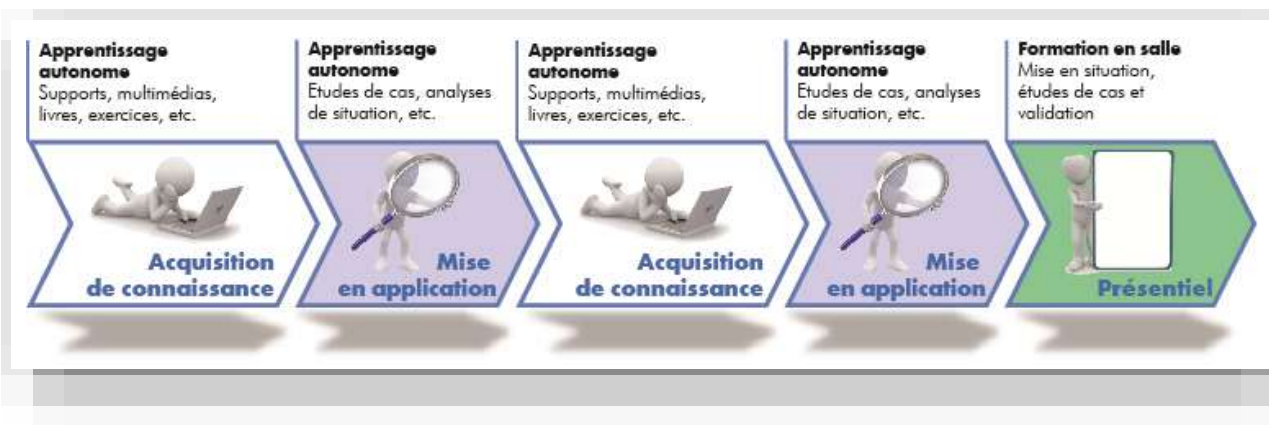 Apprentissage
autonome
Supports, multimédias,
livres, exercices, etc.
Acquisition
de connaissance
Apprentissage
autonome
Etudes de cas, analyses
de situation, etc.
Mise
en application
Apprentissage
autonome
Supports, multimédias,
livres, exercices, etc.
Acquisition
de connaissance
Apprentissage
autonome
Etudes de cas, analyses
de situation, etc.
Mise
en application
Formation en salle
Mise en situation,
études de cas et
validation
Présentiel